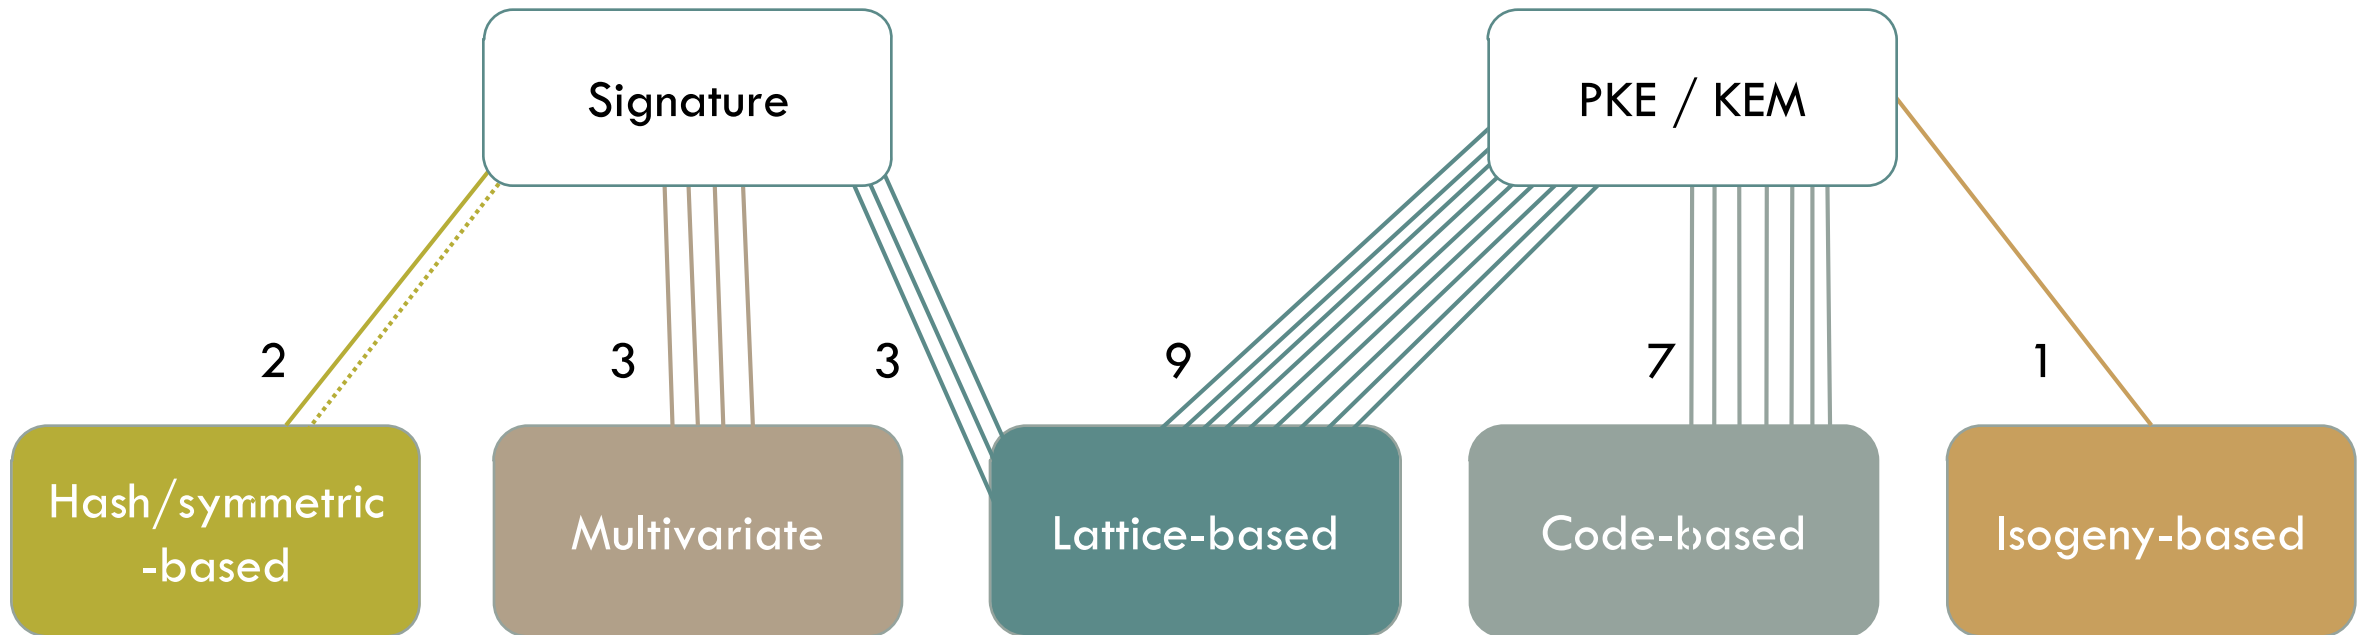 Signature
PKE / KEM
2
3
3
9
7
1
Hash/symmetric
-based
Multivariate
Lattice-based
Code-based
Isogeny-based